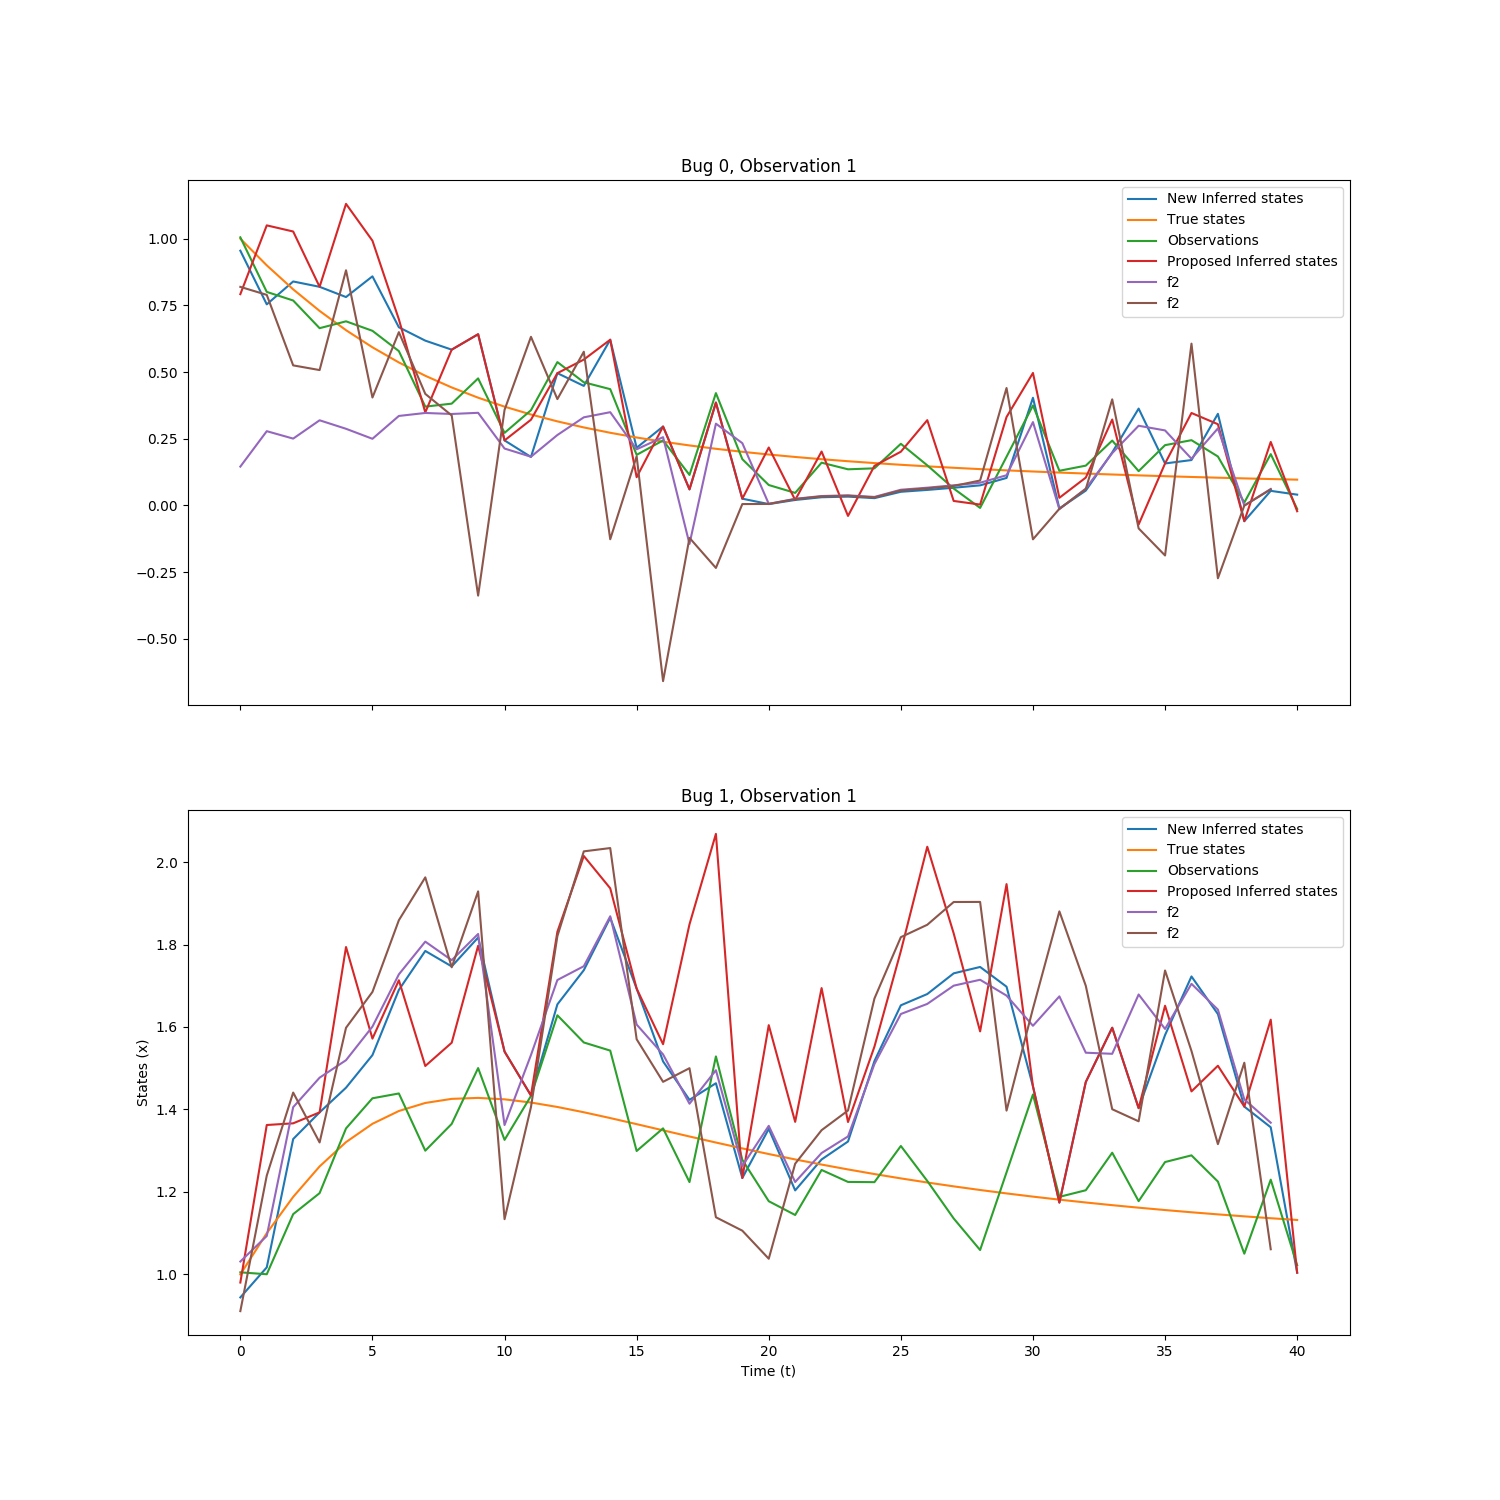 Bug 0, Observation 1
1.00
0.75
0.50
0.25
0.00
−0.25
−0.50
New Inferred states
True states
Observations
Proposed Inferred states
f2
f2
Bug 1, Observation 1
States (x)
2.0
1.8
1.6
1.4
1.2
1.0
New Inferred states
True states
Observations
Proposed Inferred states
f2
f2
0 5 10 15 20 25 30 35 40
Time (t)